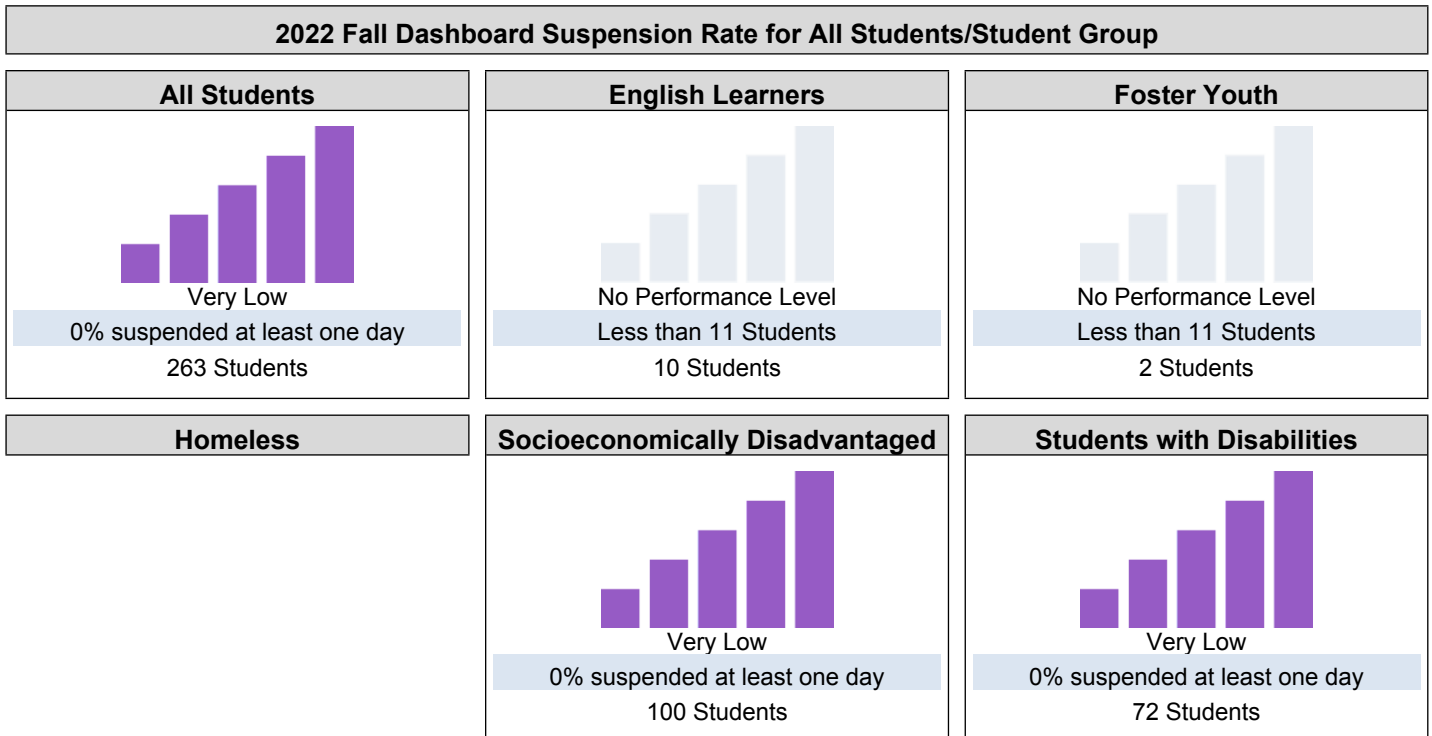 2022 Fall Dashboard Suspension Rate for All Students/Student Group
All Students
Very Low
0% suspended at least one day
263 Students
English Learners
No Performance Level
Less than 11 Students
10 Students
Foster Youth
No Performance Level
Less than 11 Students
2 Students
Homeless
Socioeconomically Disadvantaged
Very Low
0% suspended at least one day
100 Students
Students with Disabilities
Very Low
0% suspended at least one day
72 Students